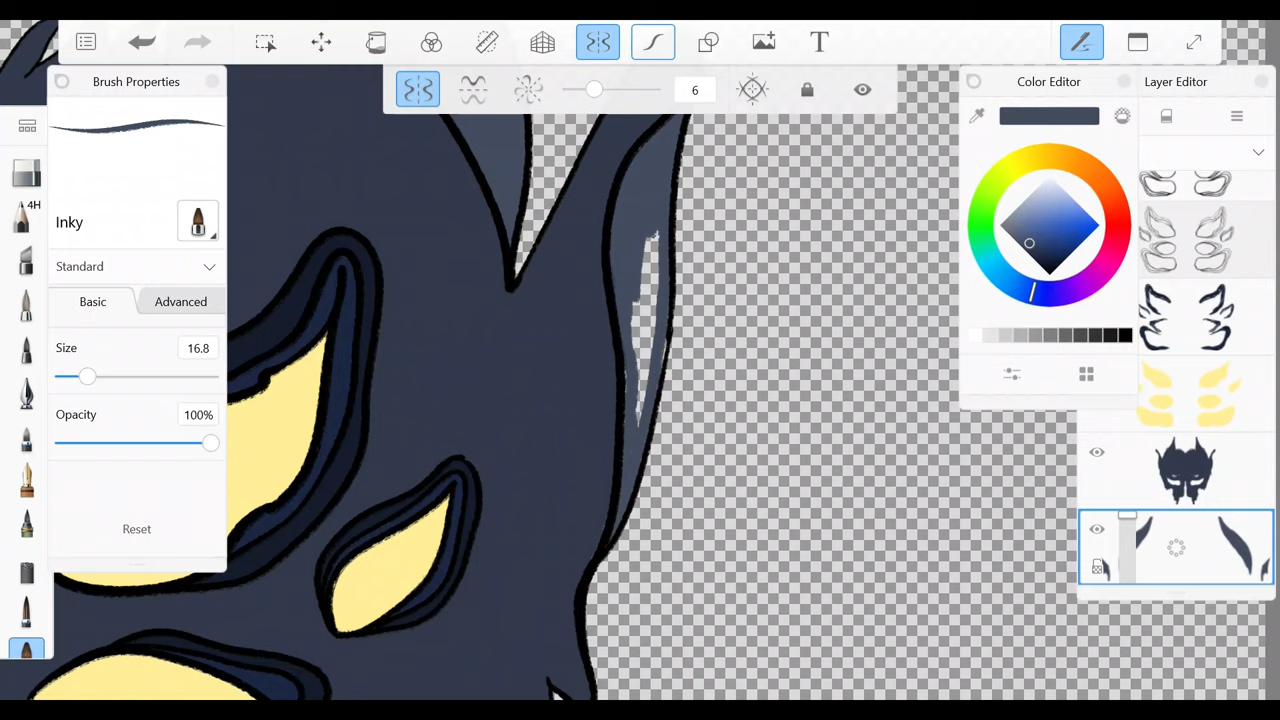 T
Brush Properties
6
Color Editor
Layer Editor
4H
Inky
Standard
Basic
Advanced
Size
16.8
Opacity
100%
Reset